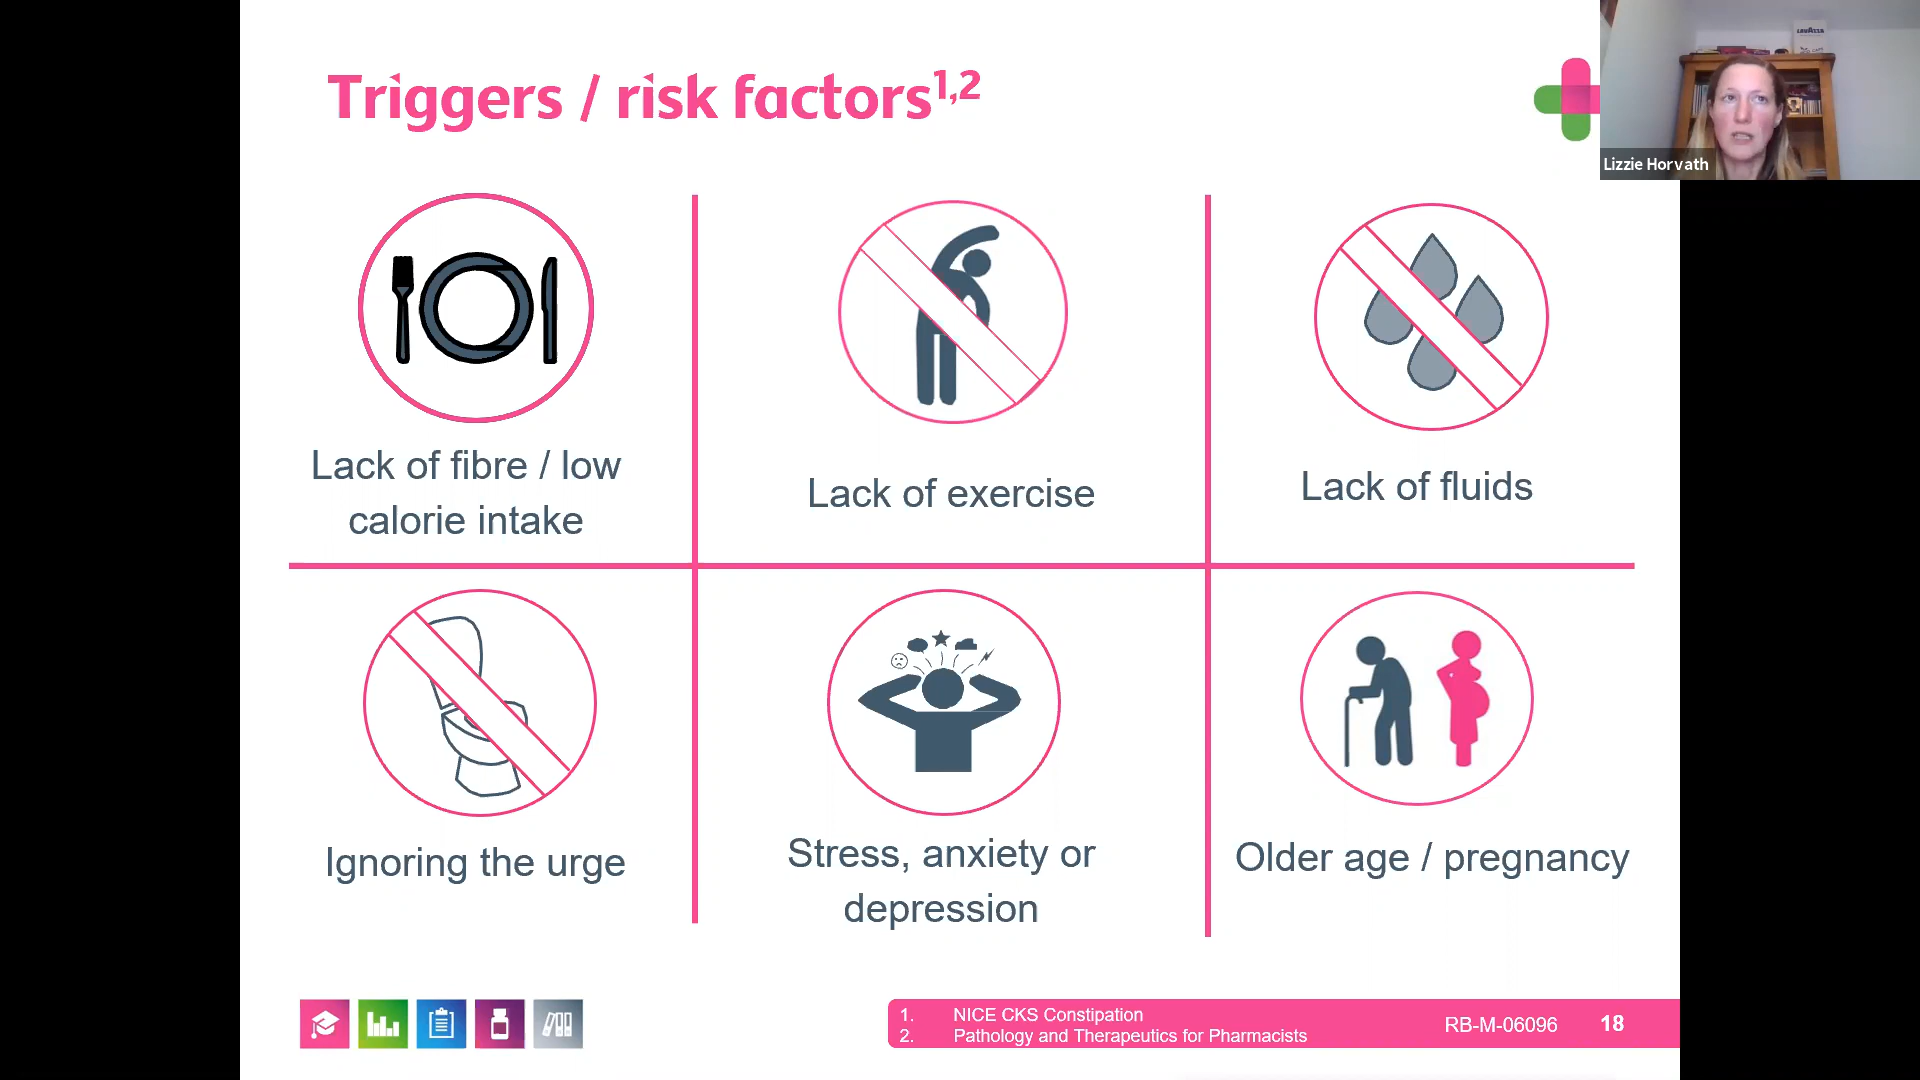 Triggers / risk factors1,2
LAVAZZA
Lizzie Horvath
Lack of fibre / low
calorie intake
Lack of exercise
Lack of fluids
Ignoring the urge
Stress, anxiety or
depression
Older age / pregnancy
1. NICE CKS Constipation
2. Pathology and Therapeutics for Pharmacists
RB-M-06096 18